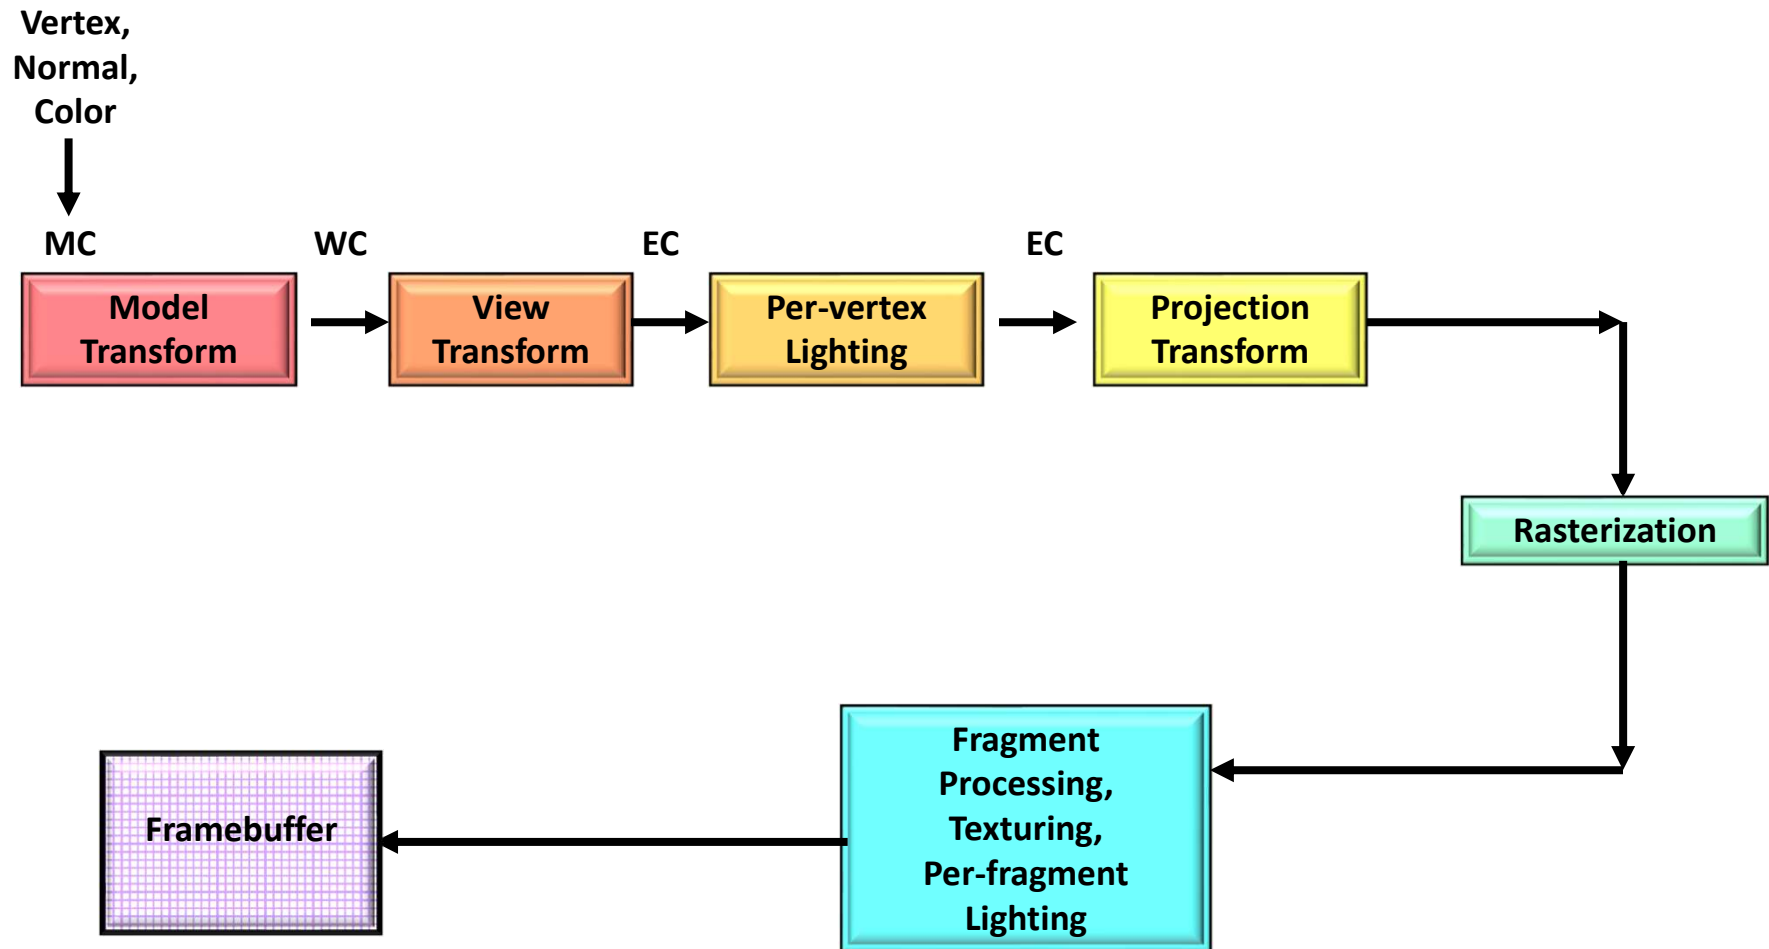 Vertex,
Normal,
Color
MC
WC
EC
EC
Model
Transform
View
Transform
Per-vertex
Lighting
Projection
Transform
Rasterization
Fragment
Processing,
Texturing,
Per-fragment
Lighting
Framebuffer